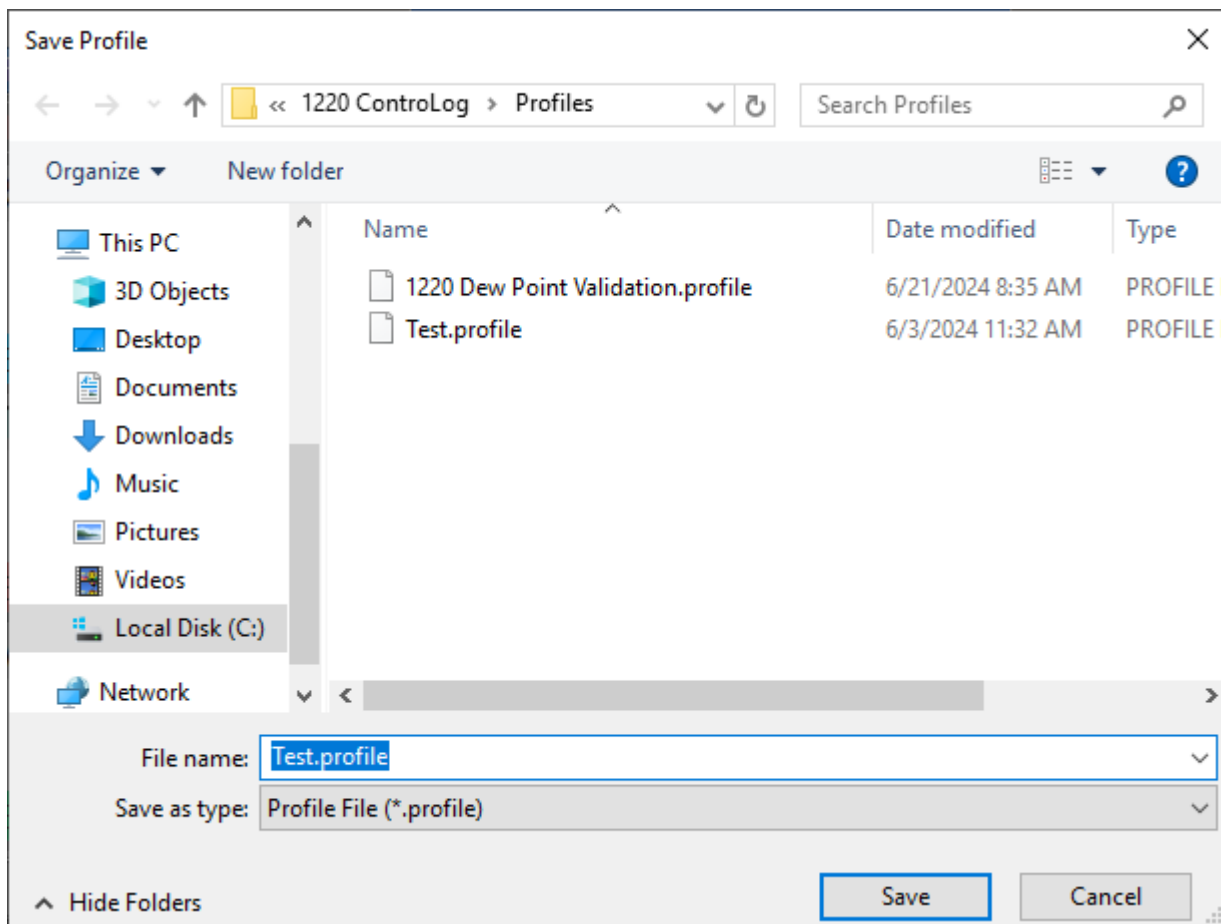 Save Profile
« 1220 ControLog > Profiles
Search Profiles
Organize
New folder
?
This PC
3D Objects
Desktop
Documents
Downloads
Music
Pictures
Videos
Local Disk (C:)
Network
Name Date modified Type
1220 Dew Point Validation.profile 6/21/2024 8:35 AM PROFILE
Test.profile 6/3/2024 11:32 AM PROFILE
File name: Test.profile
Save as type: Profile File (*.profile)
Hide Folders
Save
Cancel